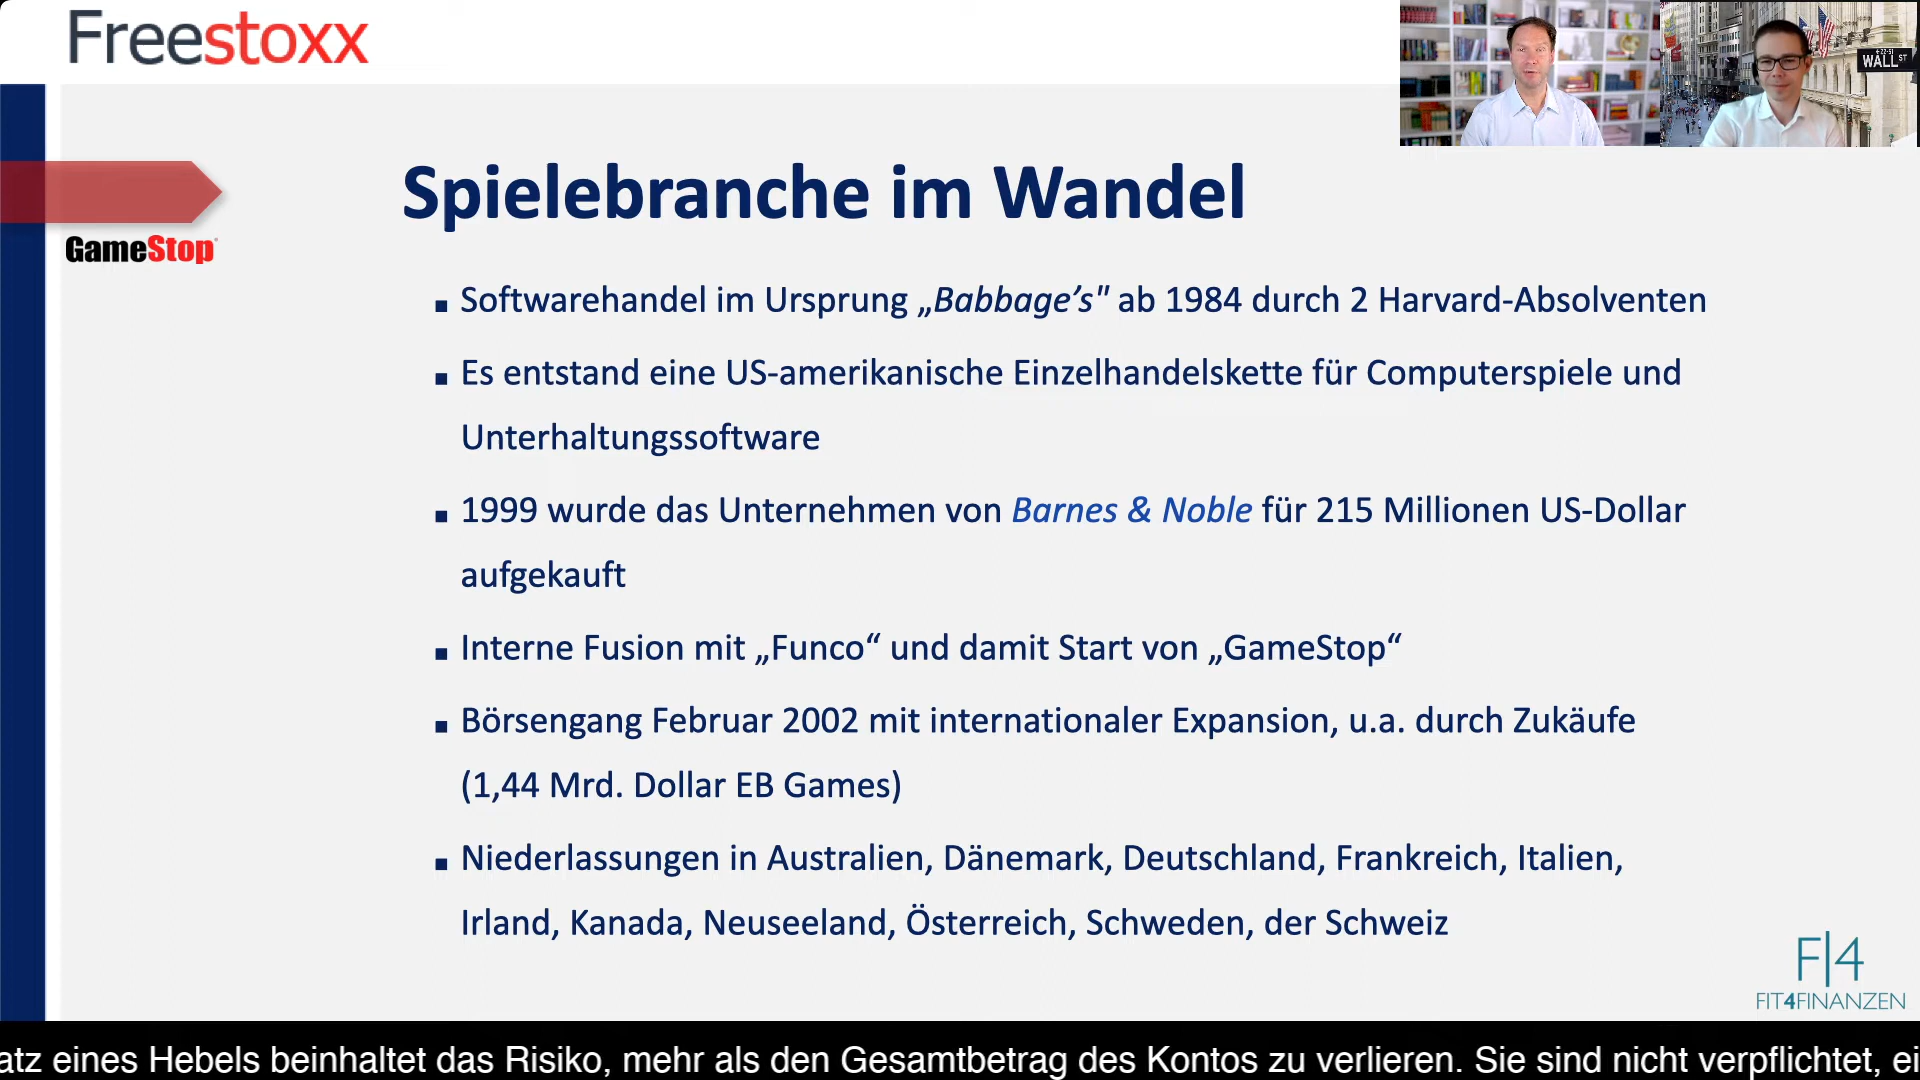 Freestoxx
WALL ST
GameStop
Spielebranche im Wandel
▪ Softwarehandel im Ursprung „Babbage’s" ab 1984 durch 2 Harvard-Absolventen
▪ Es entstand eine US-amerikanische Einzelhandelskette für Computerspiele und
Unterhaltungssoftware
▪ 1999 wurde das Unternehmen von Barnes & Noble für 215 Millionen US-Dollar
aufgekauft
▪ Interne Fusion mit „Funco“ und damit Start von „GameStop“
▪ Börsengang Februar 2002 mit internationaler Expansion, u.a. durch Zukäufe
(1,44 Mrd. Dollar EB Games)
▪ Niederlassungen in Australien, Dänemark, Deutschland, Frankreich, Italien,
Irland, Kanada, Neuseeland, Österreich, Schweden, der Schweiz
F|4
FIT4FINANZEN
atz eines Hebels beinhaltet das Risiko, mehr als den Gesamtbetrag des Kontos zu verlieren. Sie sind nicht verpflichtet, ei